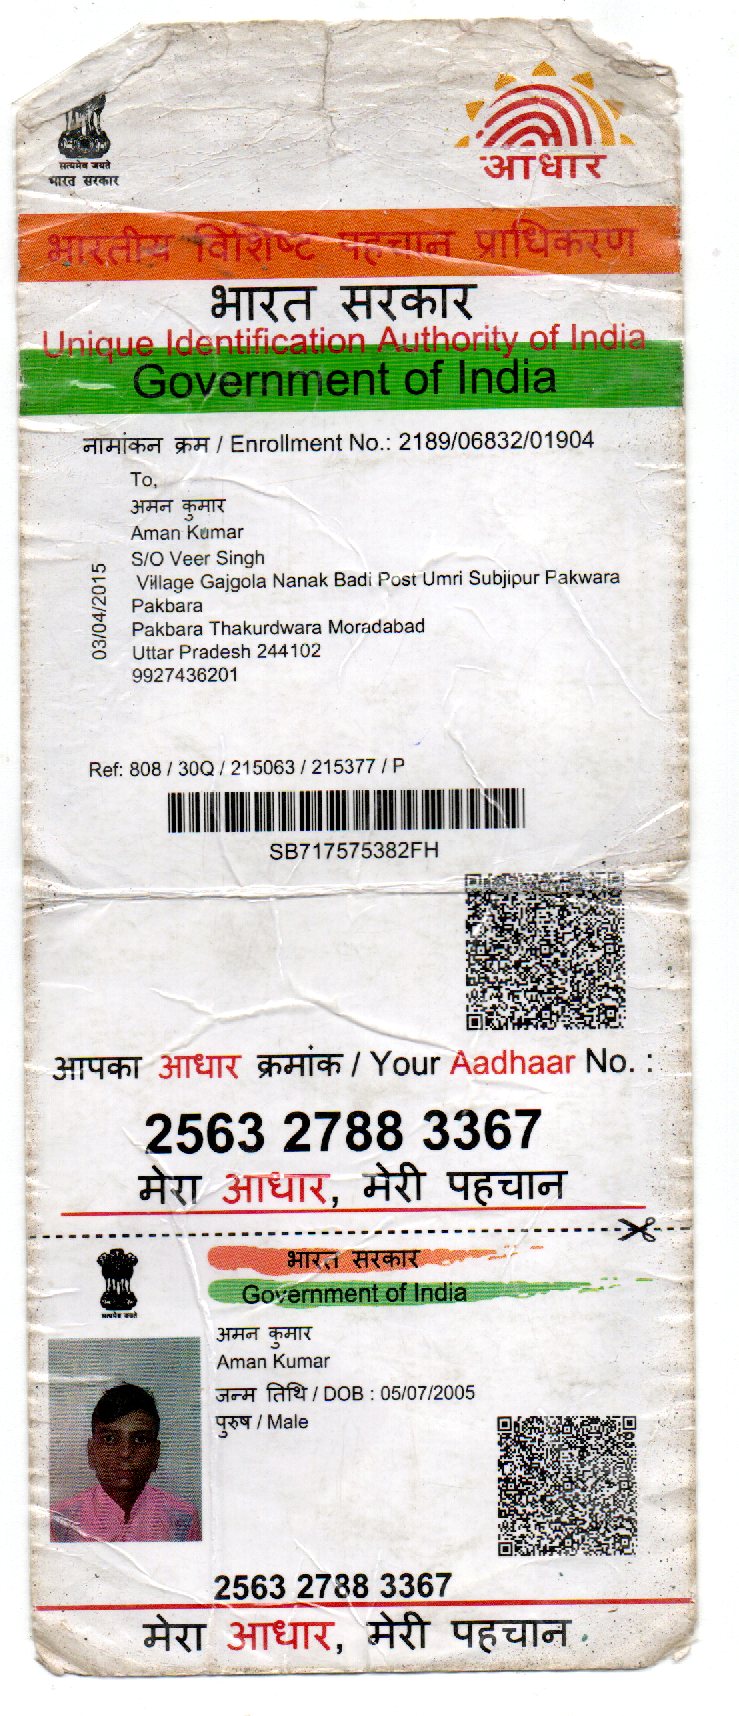 सत्यमेव जयते
भारत सरकार
आधार
भारतीय विशिष्ट पहचान प्राधिकरण
भारत सरकार
Unique Identification Authority of India
Government of India
नामांकन क्रम / Enrollment No.: 2189/06832/01904
To,
अमन कुमार
Aman Kumar
S/O Veer Singh
Village Gajgola Nanak Badi Post Umri Subjipur Pakwara
Pakbara
Pakbara Thakurdwara Moradabad
Uttar Pradesh 244102
9927436201
03/04/2015
Ref: 808 / 30Q / 215063 / 215377 / P
SB717575382FH
आपका आधार क्रमांक / Your Aadhaar No. :
2563 2788 3367
मेरा आधार, मेरी पहचान
भारत सरकार
Government of India
सत्यमेव जयते
अमन कुमार
Aman Kumar
जन्म तिथि / DOB : 05/07/2005
पुरुष / Male
2563 2788 3367
मेरा आधार, मेरी पहचान